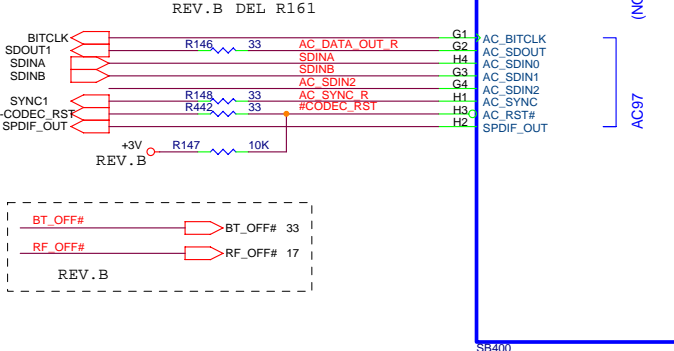 REV.B DEL R161
(NO
BITCLK G1 AC_BITCLK
SDOUT1 R146 33 AC_DATA_OUT_R G2 AC_SDOUT
SDINA SDINA H4 AC_SDIN0
SDINB SDINB G3 AC_SDIN1
AC_SDIN2 G4 AC_SDIN2
SYNC1 R148 33 AC_SYNC_R H1 AC_SYNC
-CODEC_RST R442 33 #CODEC_RST H3 AC_RST#
SPDIF_OUT H2 SPDIF_OUT
AC97
+3V R147 10K
REV.B
BT_OFF# BT_OFF# 33
RF_OFF# RF_OFF# 17
REV.B
SB400